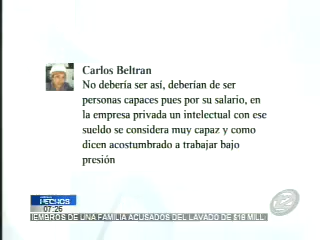 Carlos Beltran
No debería ser así, deberían de ser
personas capaces pues por su salario, en
la empresa privada un intelectual con ese
sueldo se considera muy capaz y como
dicen acostumbrado a trabajar bajo
presión
HECHOS
07:26
IEMBROS DE UNA FAMILIA ACUSADOS DEL LAVADO DE $18 MILL